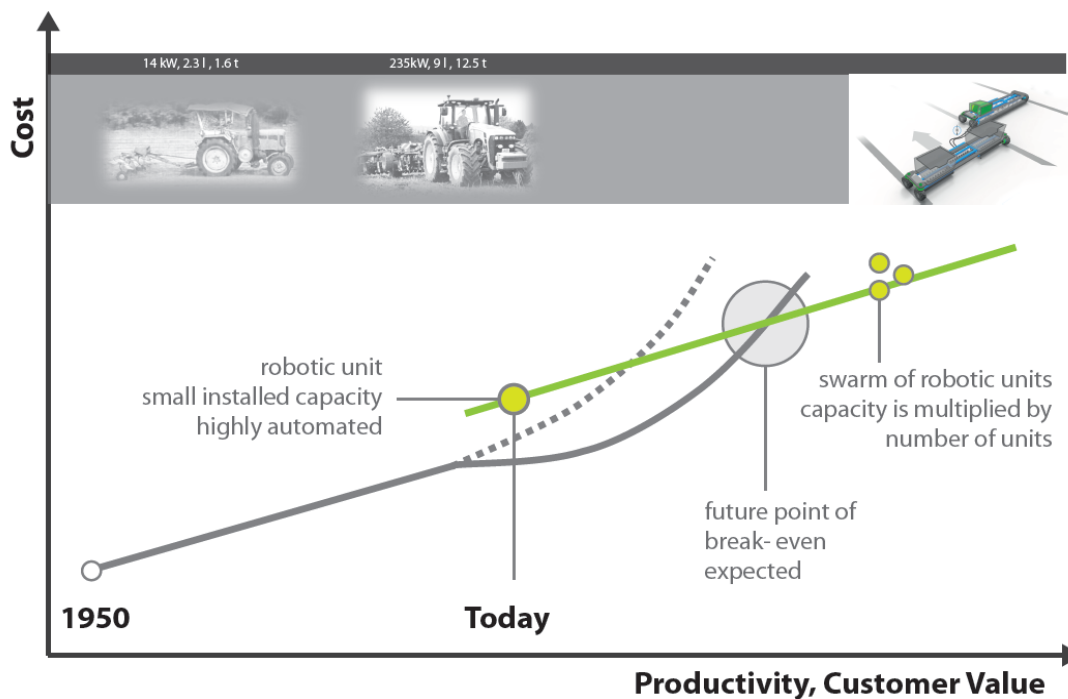 Cost
14 kW, 2.3 l , 1.6 t
235kW, 9 l , 12.5 t
robotic unit
small installed capacity
highly automated
swarm of robotic units
capacity is multiplied by
number of units
future point of
break- even
expected
1950
Today
Productivity, Customer Value